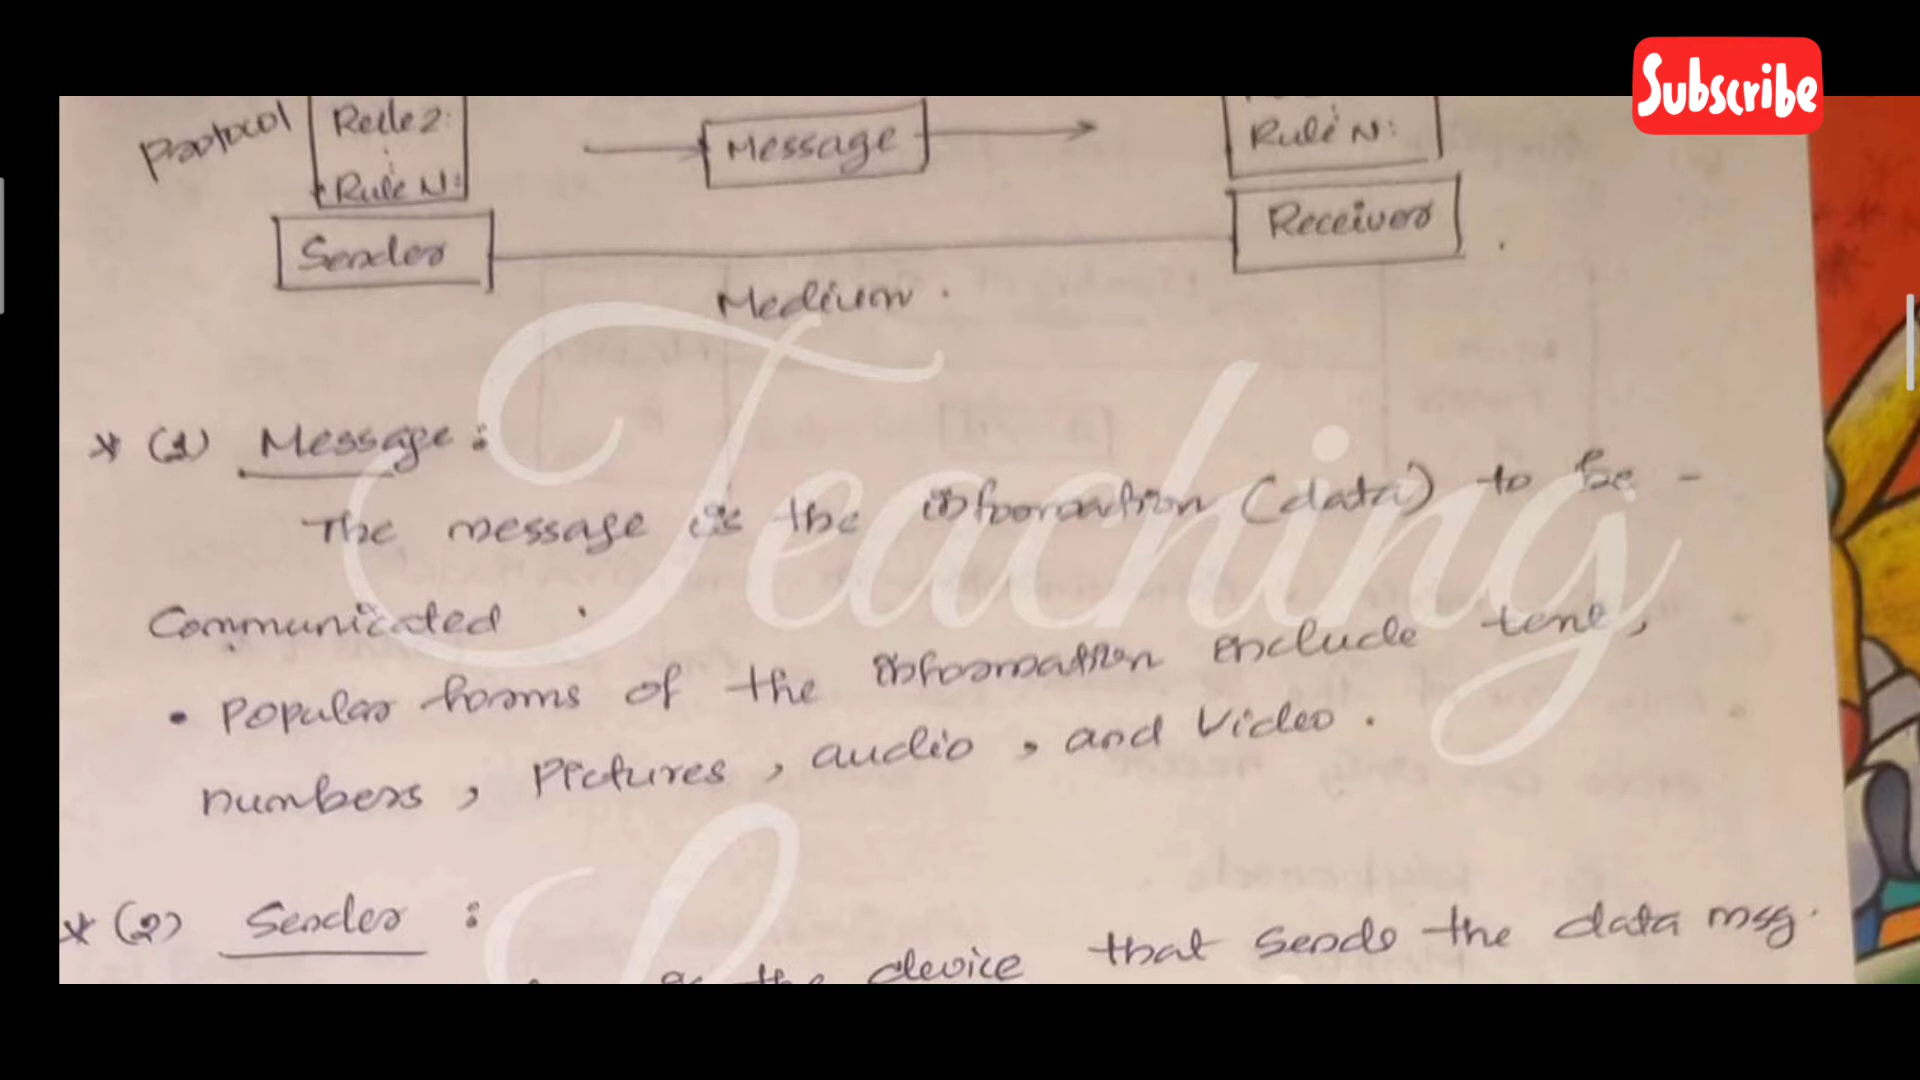 Subscribe
Protocol
Rule 2:
Rule N:
Message
Rule N:
Sender
Receiver
Medium.
* (1) Message:
The message is the information (data) to be -
Communicated.
• Popular forms of the information include text,
numbers, Pictures, audio, and Video.
* (2) Sender:
is the device that sends the data msg.
Teaching